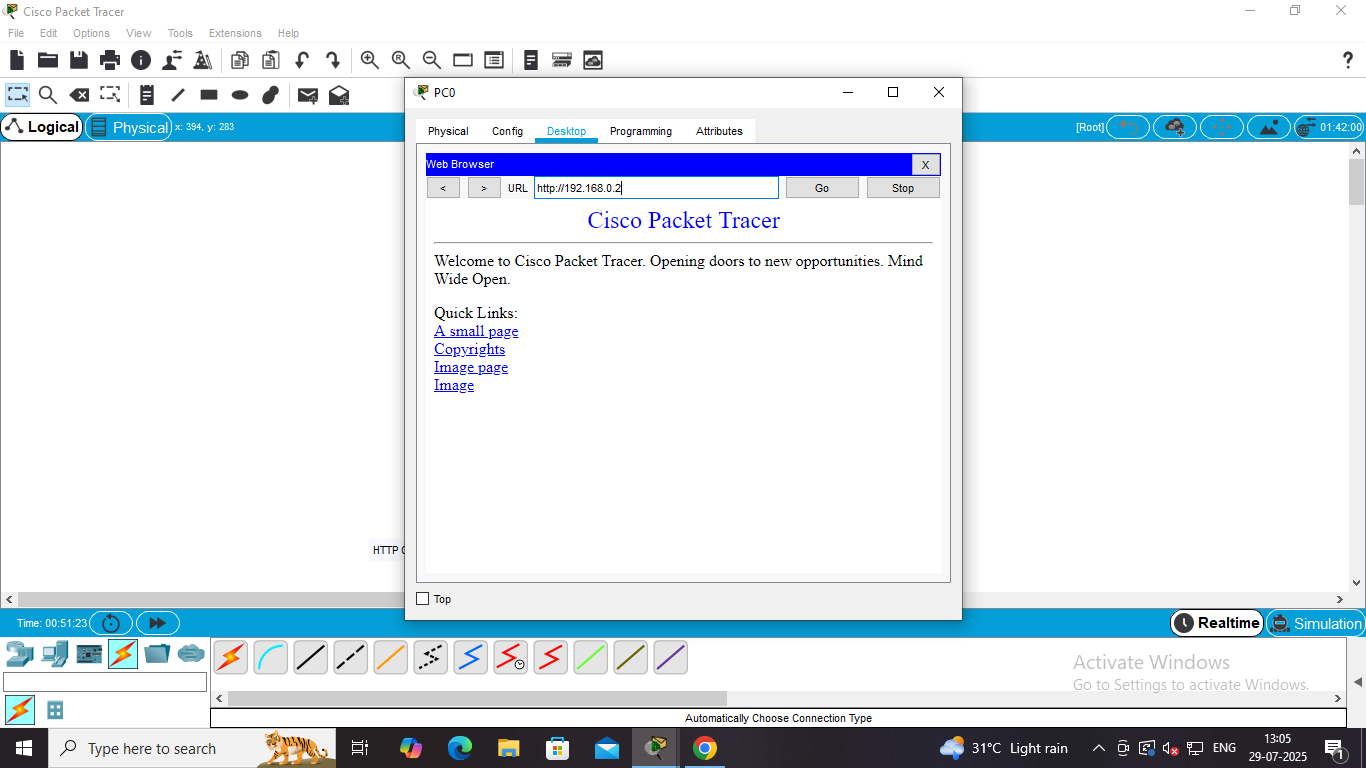 Cisco Packet Tracer
File Edit Options View Tools Extensions Help
?
PC0
Logical Physical x: 394, y: 283
[Root] 01:42:00
Physical Config Desktop Programming Attributes
Web Browser X
< > URL http://192.168.0.2 Go Stop
Cisco Packet Tracer
Welcome to Cisco Packet Tracer. Opening doors to new opportunities. Mind
Wide Open.
Quick Links:
A small page
Copyrights
Image page
Image
HTTP
Top
Time: 00:51:23 Realtime Simulation
Activate Windows
Go to Settings to activate Windows.
Automatically Choose Connection Type
Type here to search
31°C Light rain ENG 13:05
29-07-2025
1